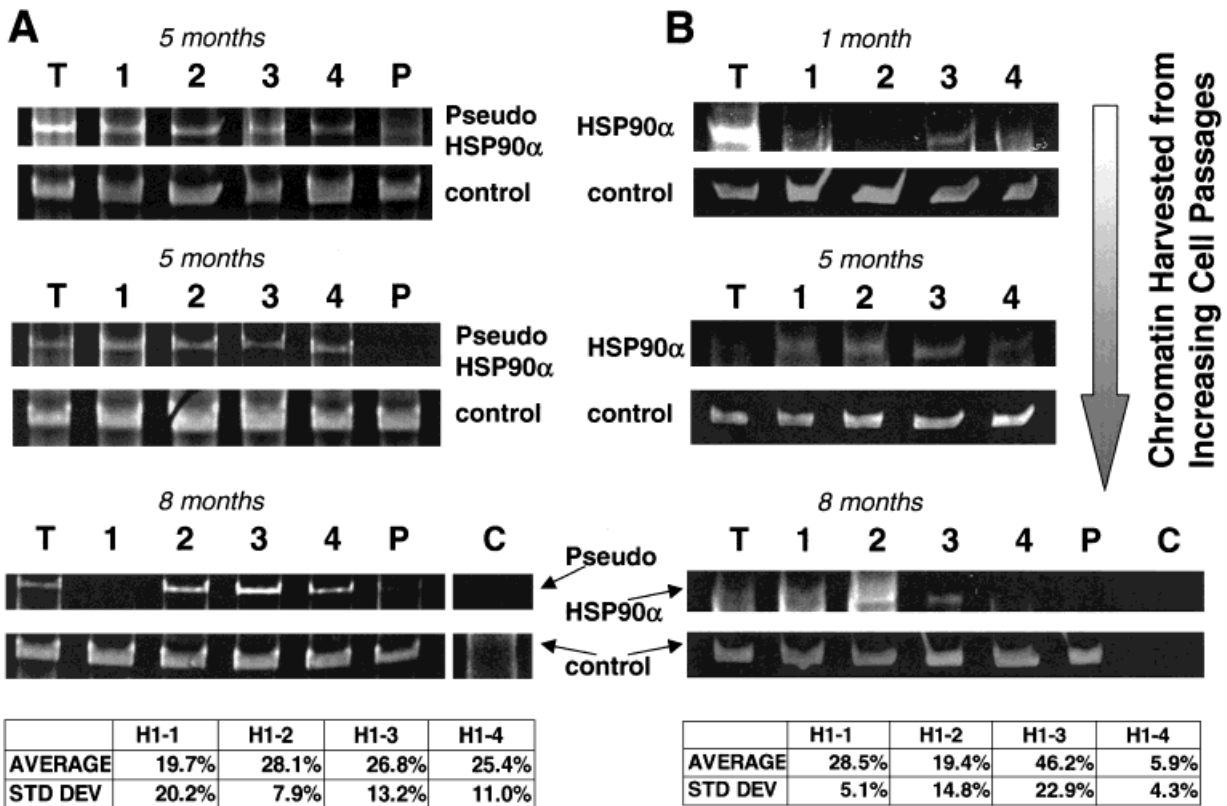 A
5 months
T 1 2 3 4 P
Pseudo
HSP90α
control
5 months
T 1 2 3 4 P
Pseudo
HSP90α
control
8 months
T 1 2 3 4 P C
Pseudo
HSP90α
control
H1-1 H1-2 H1-3 H1-4
AVERAGE 19.7% 28.1% 26.8% 25.4%
STD DEV 20.2% 7.9% 13.2% 11.0%
B
1 month
T 1 2 3 4
HSP90α
control
5 months
T 1 2 3 4
HSP90α
control
8 months
T 1 2 3 4 P C
H1-1 H1-2 H1-3 H1-4
AVERAGE 28.5% 19.4% 46.2% 5.9%
STD DEV 5.1% 14.8% 22.9% 4.3%
Chromatin Harvested from
Increasing Cell Passages